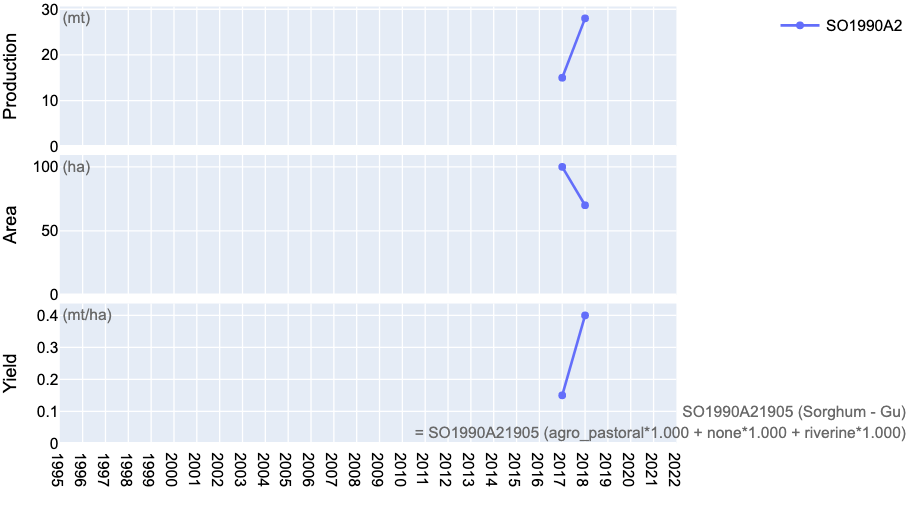 30
(mt)
SO1990A2
20
Production
10
0
100
(ha)
Area
50
0
0.4
(mt/ha)
0.3
Yield
0.2
0.1
SO1990A21905 (Sorghum - Gu)
= SO1990A21905 (agro_pastoral*1.000 + none*1.000 + riverine*1.000)
0
1995 1996 1997 1998 1999 2000 2001 2002 2003 2004 2005 2006 2007 2008 2009 2010 2011 2012 2013 2014 2015 2016 2017 2018 2019 2020 2021 2022